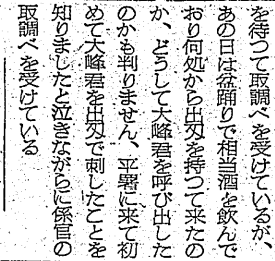 を待つて取調べを受けているが、
あの日は盆踊りで相当酒を飲んで
おり何処から出刃を持つて来たの
か、どうして大峰君を呼び出した
のかも判りません、平署に来て初
めて大峰君を出刃で刺したことを
知りましたと泣きながらに係官の
取調べを受けている